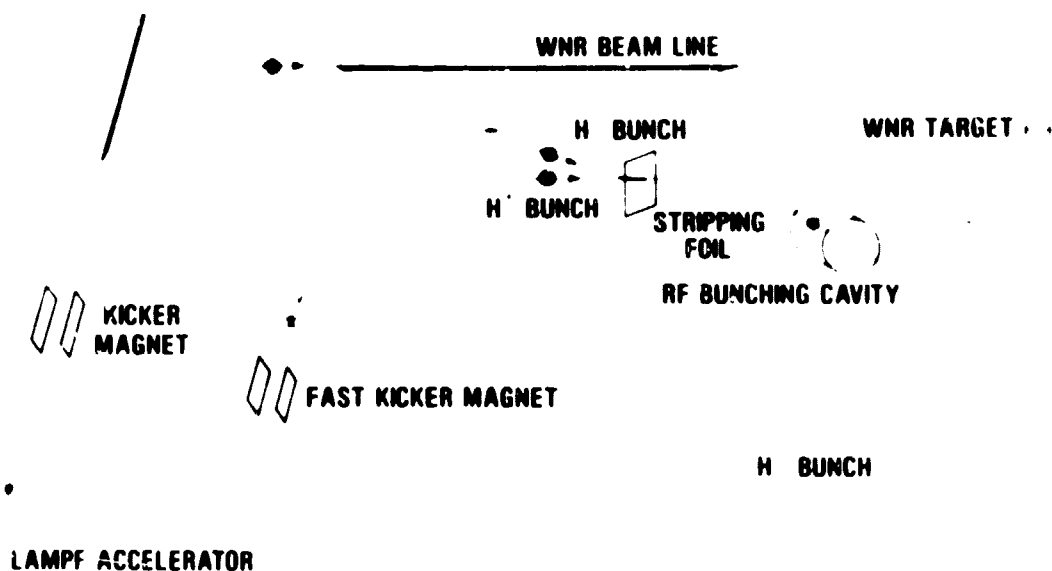 WNR BEAM LINE
H BUNCH
WNR TARGET
H BUNCH
STRIPPING
FOIL
RF BUNCHING CAVITY
KICKER
MAGNET
FAST KICKER MAGNET
H BUNCH
LAMPF ACCELERATOR